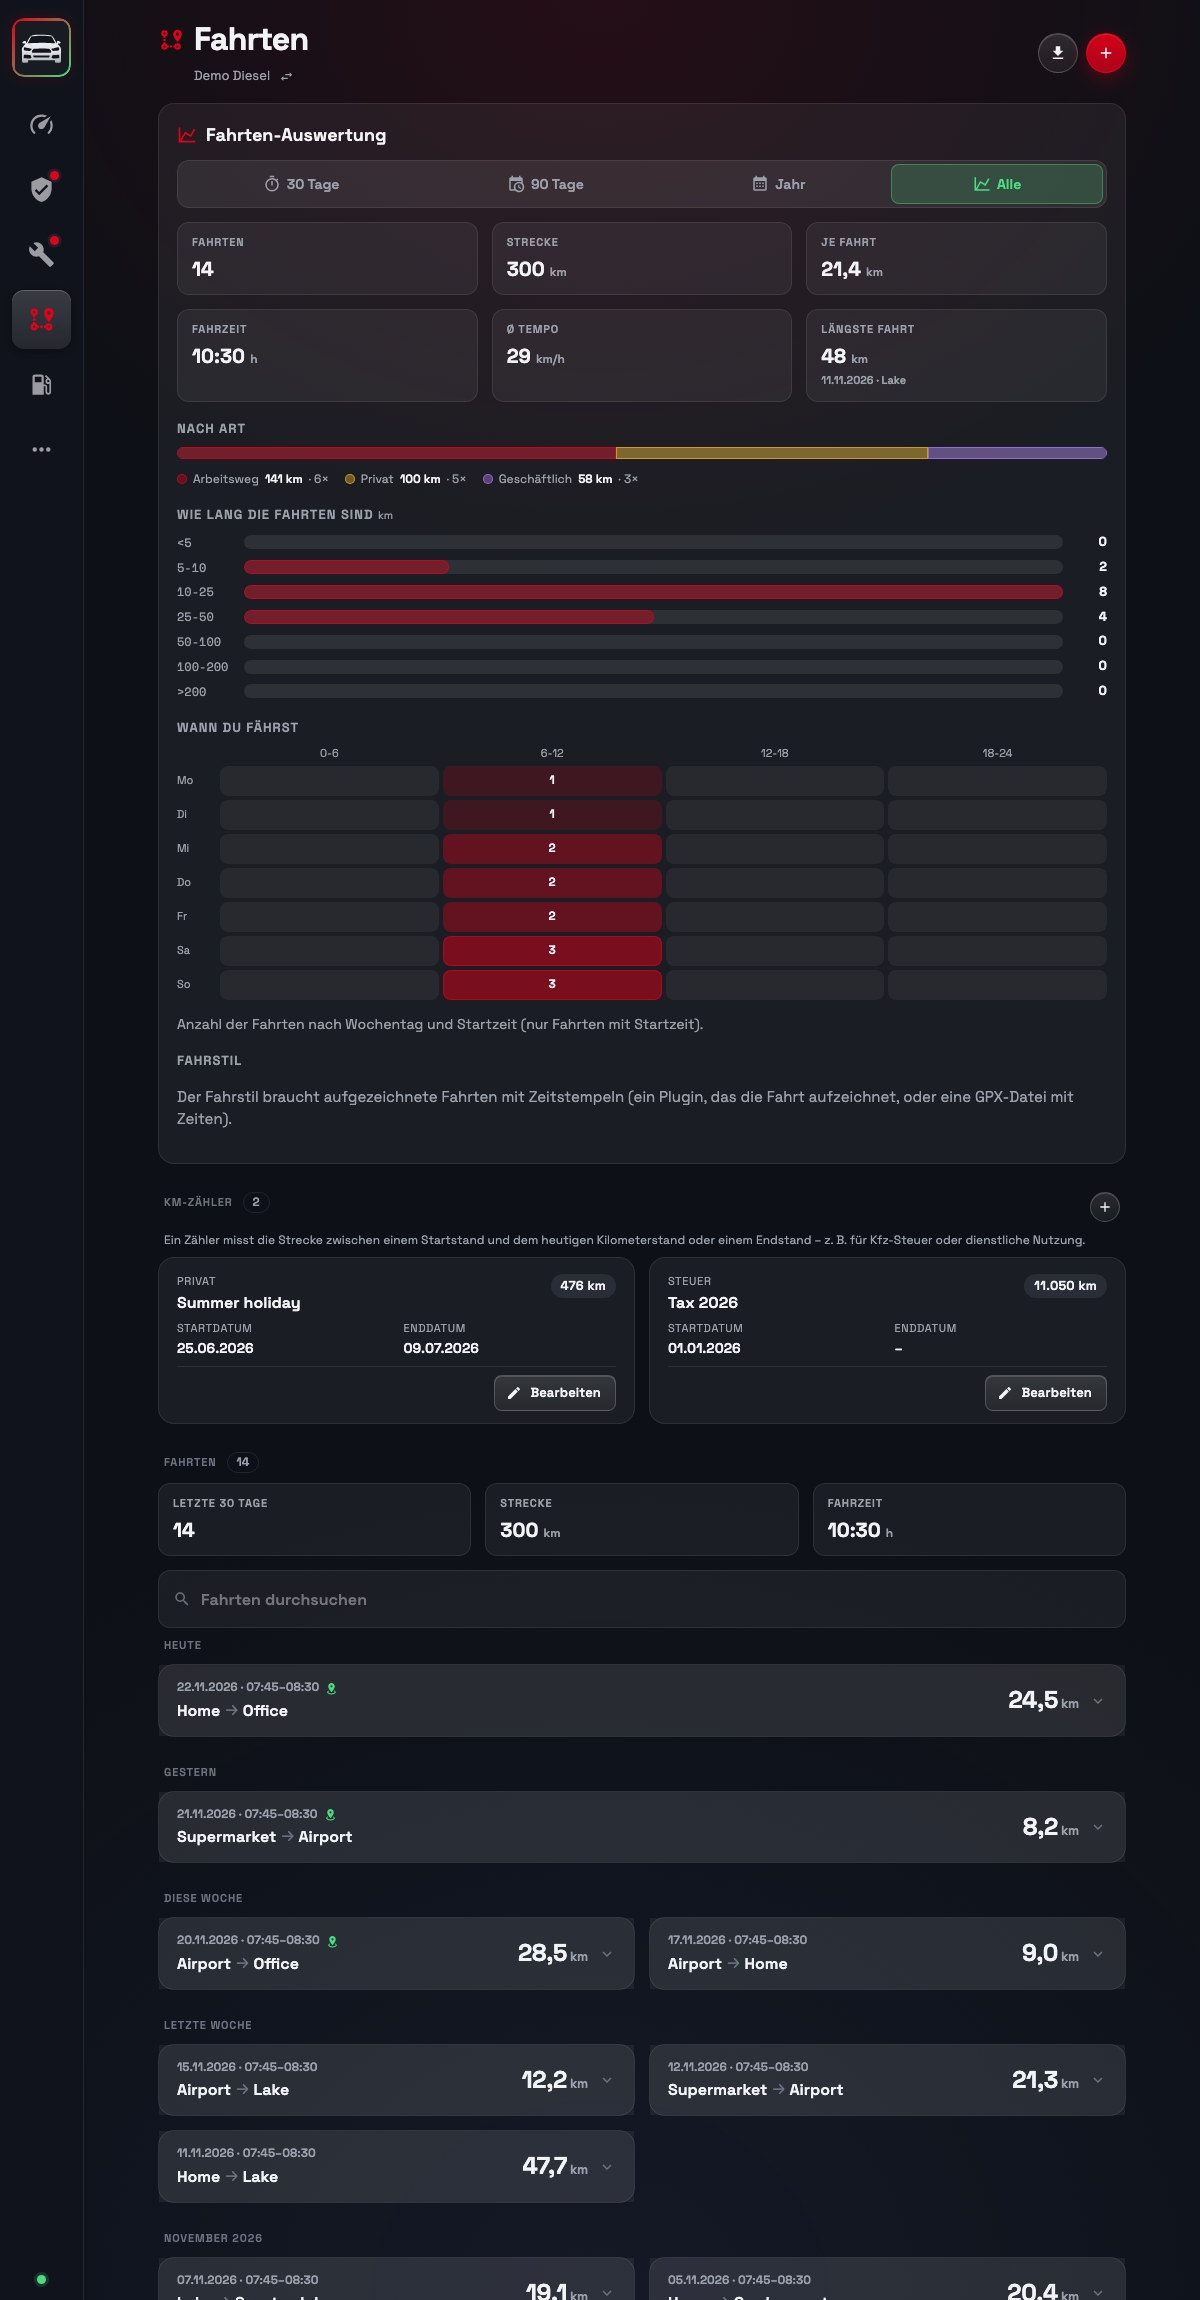 Fahrten
Demo Diesel
Fahrten-Auswertung
30 Tage
90 Tage
Jahr
Alle
FAHRTEN
14
STRECKE
300 km
JE FAHRT
21,4 km
FAHRZEIT
10:30 h
Ø TEMPO
29 km/h
LÄNGSTE FAHRT
48 km
11.11.2026 · Lake
NACH ART
Arbeitsweg 141 km · 6×
Privat 100 km · 5×
Geschäftlich 58 km · 3×
WIE LANG DIE FAHRTEN SIND km
<5 0
5-10 2
10-25 8
25-50 4
50-100 0
100-200 0
>200 0
WANN DU FÄHRST
0-6 6-12 12-18 18-24
Mo 1
Di 1
Mi 2
Do 2
Fr 2
Sa 3
So 3
Anzahl der Fahrten nach Wochentag und Startzeit (nur Fahrten mit Startzeit).
FAHRSTIL
Der Fahrstil braucht aufgezeichnete Fahrten mit Zeitstempeln (ein Plugin, das die Fahrt aufzeichnet, oder eine GPX-Datei mit
Zeiten).
KM-ZÄHLER 2
Ein Zähler misst die Strecke zwischen einem Startstand und dem heutigen Kilometerstand oder einem Endstand – z. B. für Kfz-Steuer oder dienstliche Nutzung.
PRIVAT
476 km
Summer holiday
STARTDATUM
ENDDATUM
25.06.2026
09.07.2026
Bearbeiten
STEUER
11.050 km
Tax 2026
STARTDATUM
ENDDATUM
01.01.2026
–
Bearbeiten
FAHRTEN 14
LETZTE 30 TAGE
14
STRECKE
300 km
FAHRZEIT
10:30 h
Fahrten durchsuchen
HEUTE
22.11.2026 · 07:45–08:30
Home → Office
24,5 km
GESTERN
21.11.2026 · 07:45–08:30
Supermarket → Airport
8,2 km
DIESE WOCHE
20.11.2026 · 07:45–08:30
Airport → Office
28,5 km
17.11.2026 · 07:45–08:30
Airport → Home
9,0 km
LETZTE WOCHE
15.11.2026 · 07:45–08:30
Airport → Lake
12,2 km
12.11.2026 · 07:45–08:30
Supermarket → Airport
21,3 km
11.11.2026 · 07:45–08:30
Home → Lake
47,7 km
NOVEMBER 2026
07.11.2026 · 07:45–08:30
19,1 km
05.11.2026 · 07:45–08:30
20,4 km